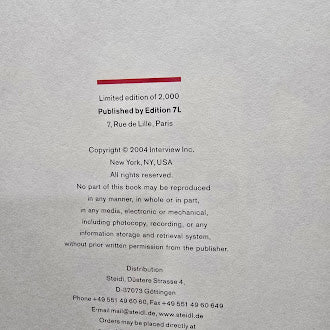 Limited edition of 2,000
Published by Edition 7L
7, Rue de Lille, Paris
Copyright © 2004 Interview Inc.
New York, NY, USA
All rights reserved.
No part of this book may be reproduced
in any manner, in whole or in part,
in any media, electronic or mechanical,
including photocopy, recording, or any
information storage and retrieval system,
without prior written permission from the publisher.
Distribution
Steidl, Düstere Strasse 4,
D-37073 Göttingen
Phone +49 551 49 60 60, Fax +49 551 49 60 649
E-mail mail@steidl.de, www.steidl.de
Orders may be placed directly at